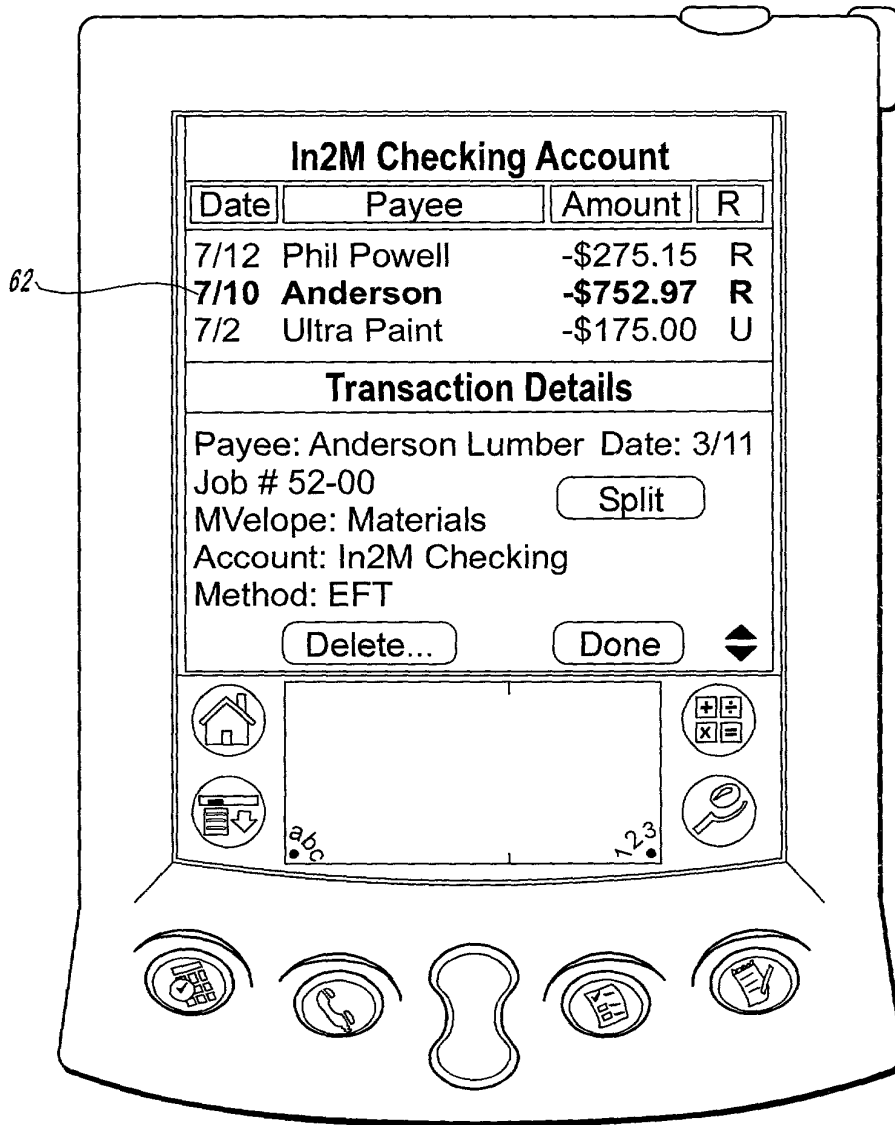 In2M Checking Account
Date Payee Amount R
7/12 Phil Powell -$275.15 R
62 7/10 Anderson -$752.97 R
7/2 Ultra Paint -$175.00 U
Transaction Details
Payee: Anderson Lumber Date: 3/11
Job # 52-00
Split
MVelope: Materials
Account: In2M Checking
Method: EFT
Delete... Done
+ ÷
x =
abc 123